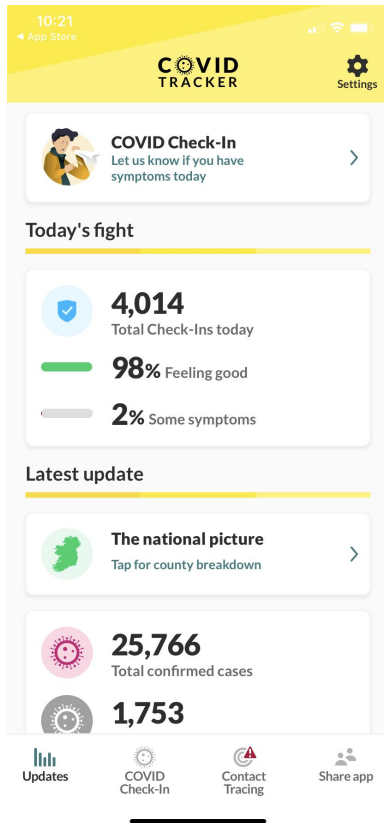 10:21
◀ App Store
COVID
TRACKER
Settings
COVID Check-In
Let us know if you have
symptoms today
Today's fight
4,014
Total Check-Ins today
98% Feeling good
2% Some symptoms
Latest update
The national picture
Tap for county breakdown
25,766
Total confirmed cases
1,753
Updates
COVID
Check-In
Contact
Tracing
Share app